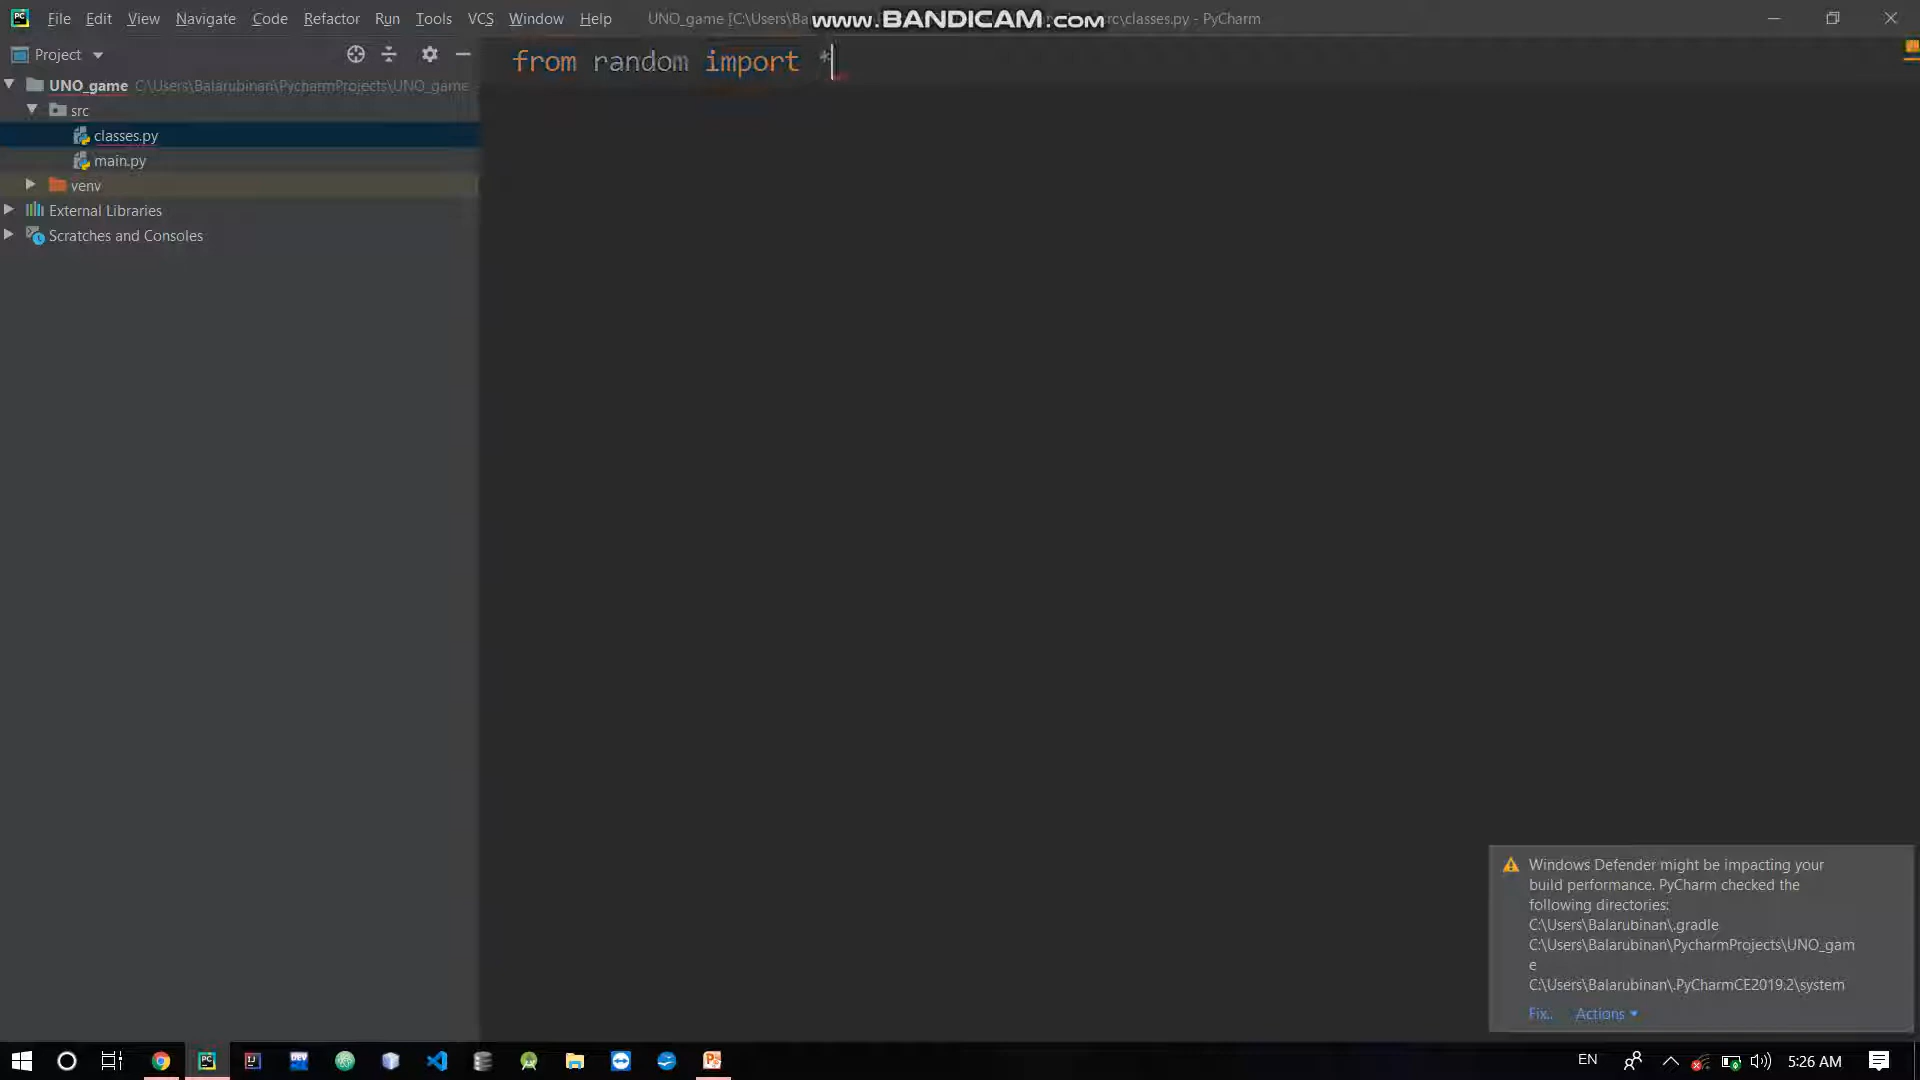 File Edit View Navigate Code Refactor Run Tools VCS Window Help UNO_game [C:\Users\Ba www.BANDICAM.COM rc\classes.py - PyCharm
Project
from random import *
UNO_game C:\Users\Balarubinan\PycharmProjects\UNO_game
src
classes.py
main.py
venv
External Libraries
Scratches and Consoles
Windows Defender might be impacting your
build performance. PyCharm checked the
following directories:
C:\Users\Balarubinan\.gradle
C:\Users\Balarubinan\PycharmProjects\UNO_gam
e
C:\Users\Balarubinan\.PyCharmCE2019.2\system
Fix.. Actions
PC DEV EN 5:26 AM